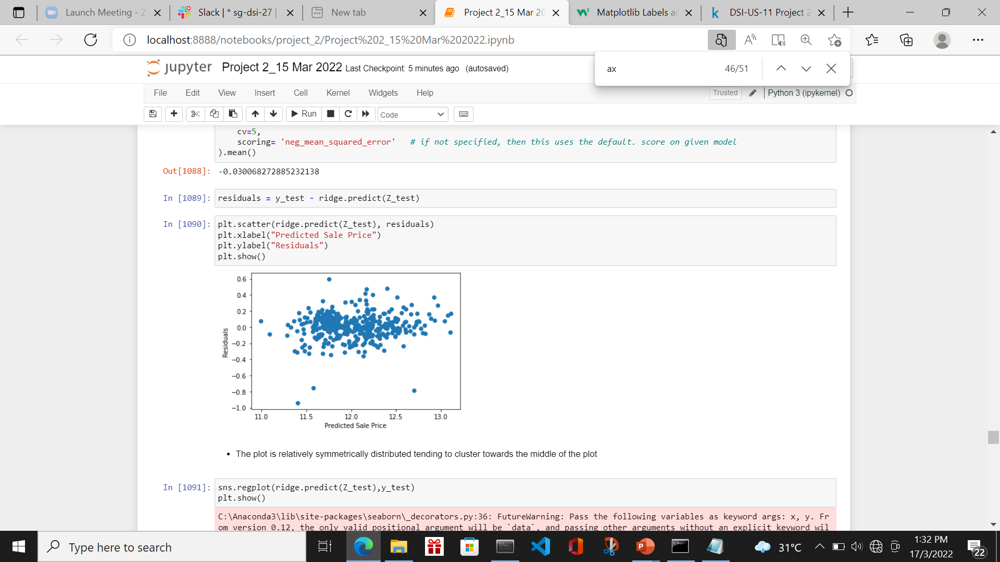 Launch Meeting - Z
Slack | * sg-dsi-27 |
New tab
Project 2_15 Mar 20
Matplotlib Labels a
DSI-US-11 Project 2
localhost:8888/notebooks/project_2/Project%202_15%20Mar%202022.ipynb
ax
46/51
jupyter
Project 2_15 Mar 2022
Last Checkpoint: 5 minutes ago
(autosaved)
File
Edit
View
Insert
Cell
Kernel
Widgets
Help
Trusted
Python 3 (ipykernel)
Run
Code
cv=5,
scoring= 'neg_mean_squared_error'   # if not specified, then this uses the default. score on given model
).mean()
Out[1088]: -0.030068272885232138
In [1089]: residuals = y_test - ridge.predict(Z_test)
In [1090]: plt.scatter(ridge.predict(Z_test), residuals)
plt.xlabel("Predicted Sale Price")
plt.ylabel("Residuals")
plt.show()
0.6
0.4
0.2
0.0
−0.2
−0.4
−0.6
−0.8
−1.0
Residuals
11.0 11.5 12.0 12.5 13.0
Predicted Sale Price
• The plot is relatively symmetrically distributed tending to cluster towards the middle of the plot
In [1091]: sns.regplot(ridge.predict(Z_test),y_test)
plt.show()
C:\Anaconda3\lib\site-packages\seaborn\_decorators.py:36: FutureWarning: Pass the following variables as keyword args: x, y. Fr
om version 0.12, the only valid positional argument will be `data`, and passing other arguments without an explicit keyword wil
Type here to search
31°C
1:32 PM
17/3/2022
22